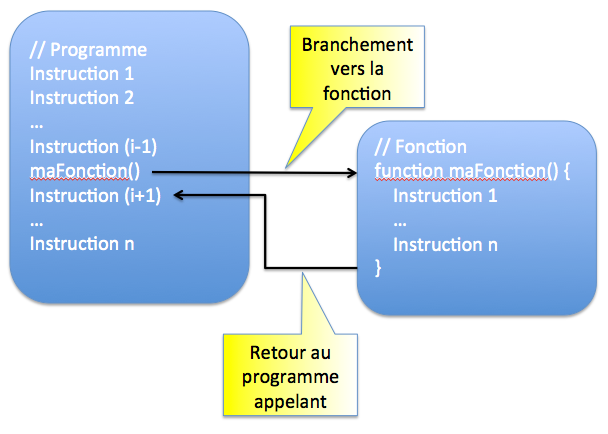 // Programme
Instruction 1
Instruction 2
...
Instruction (i-1)
maFonction()
Instruction (i+1)
...
Instruction n
Branchement
vers la
fonction
// Fonction
function maFonction() {
Instruction 1
...
Instruction n
}
Retour au
programme
appelant